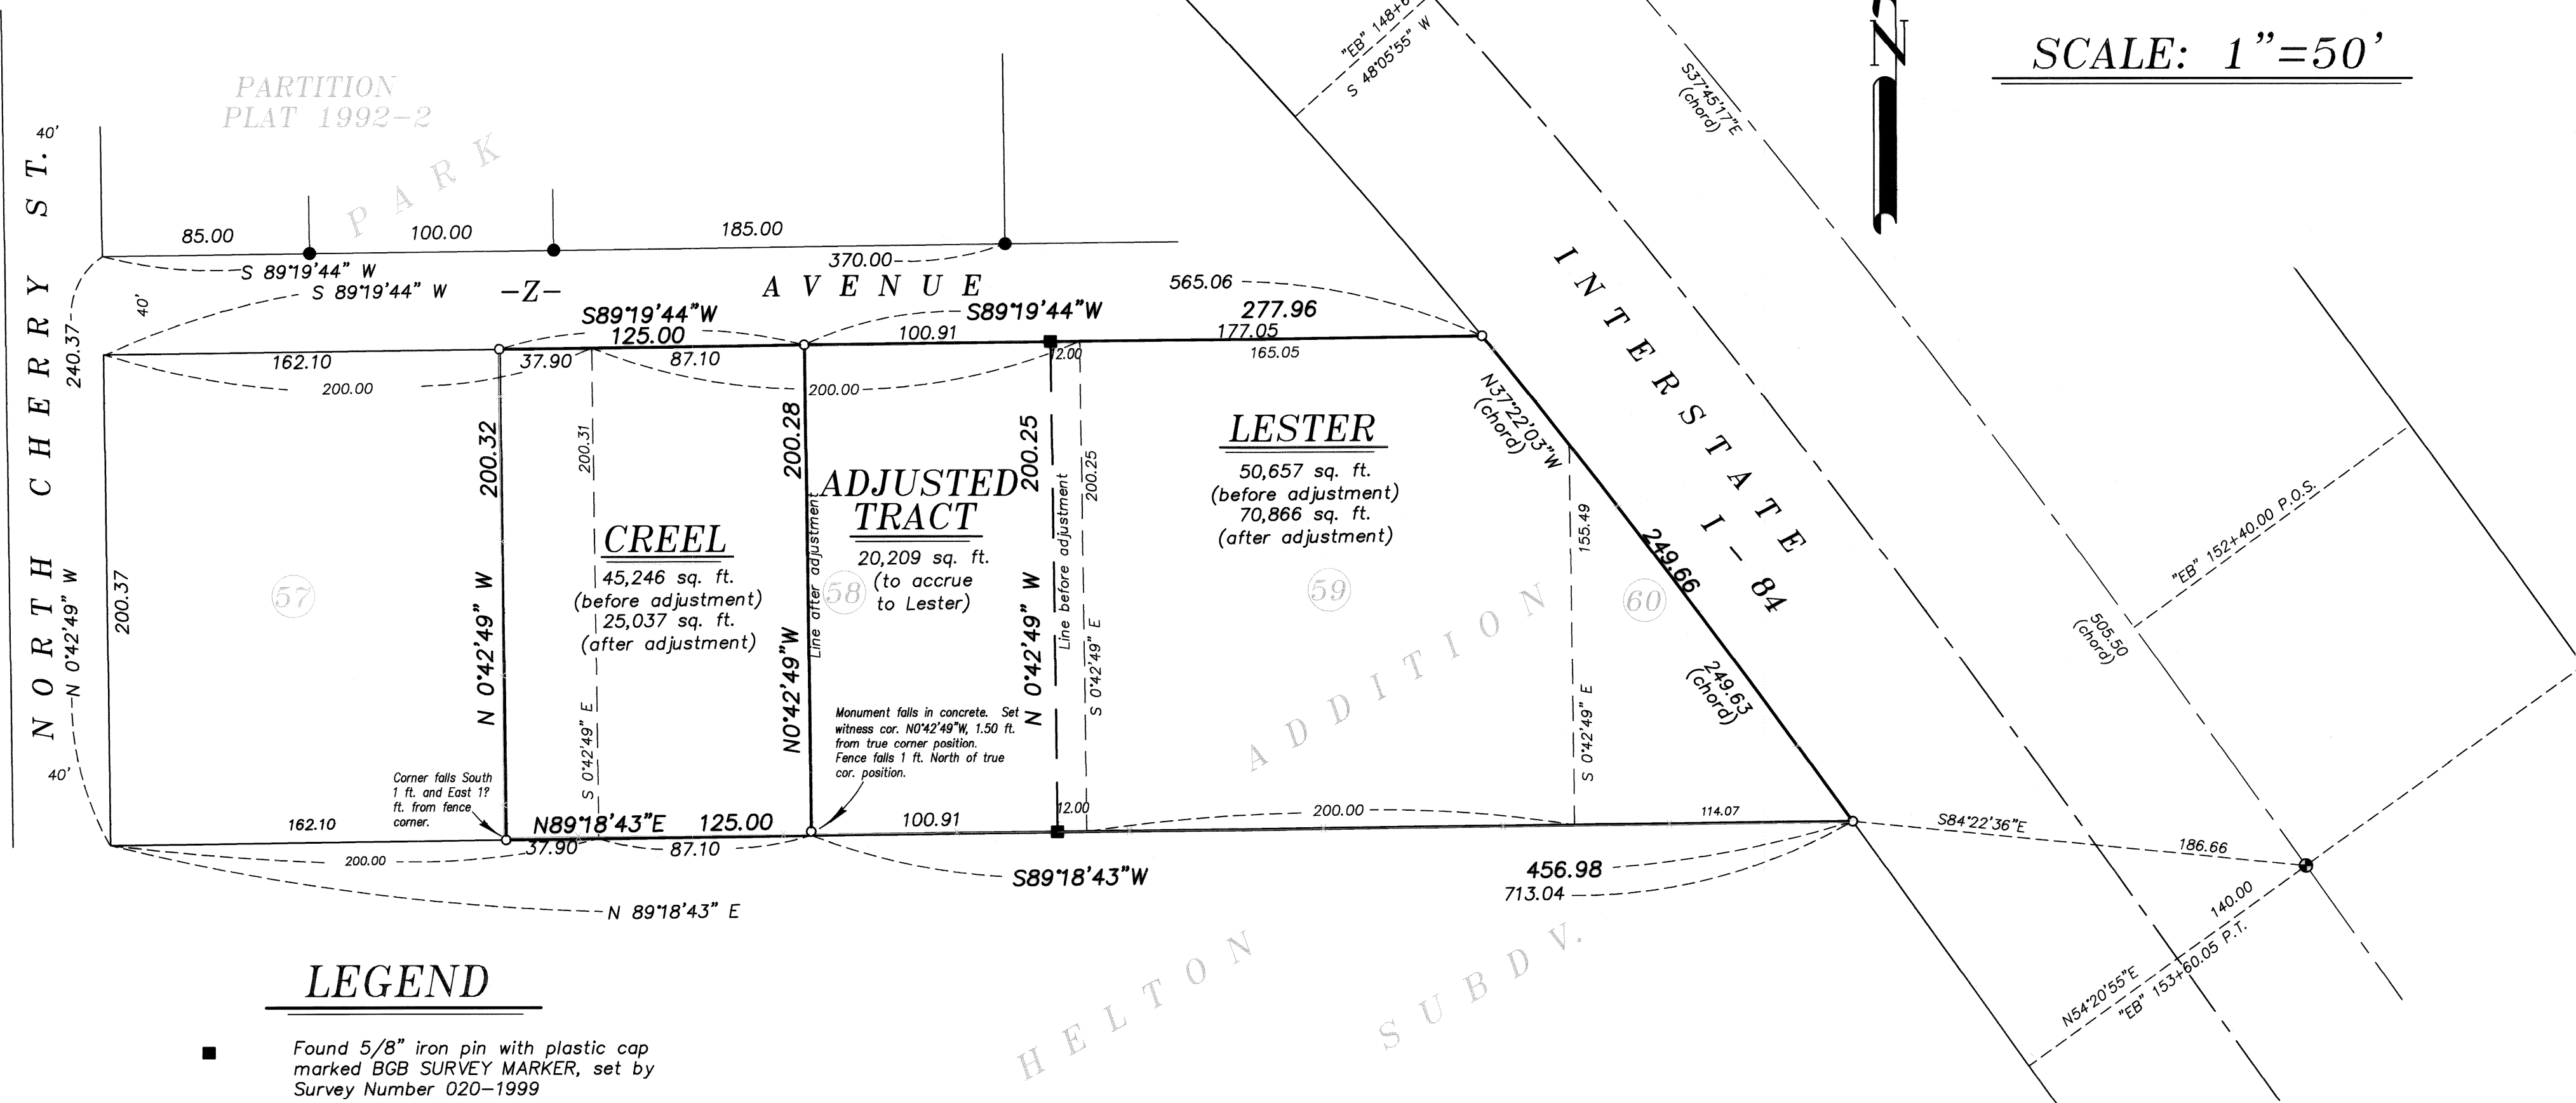 SCALE: 1"=50'
N
"EB" 148+6
S 48°05'55" W
S37°45'17"E
(chord)
PARTITION
PLAT 1992-2
40'
PARK
NORTH CHERRY ST.
85.00
100.00
185.00
370.00
S 89°19'44" W
S 89°19'44" W
-Z-
AVENUE
40'
240.37
565.06
S89°19'44"W
125.00
S89°19'44"W
277.96
100.91
177.05
162.10
37.90
87.10
12.00
165.05
200.00
200.00
INTERSTATE
I-84
N37°22'03"W
(chord)
200.32
200.31
200.28
200.25
200.25
LESTER
50,657 sq. ft.
(before adjustment)
70,866 sq. ft.
(after adjustment)
ADJUSTED
TRACT
20,209 sq. ft.
(to accrue
to Lester)
CREEL
45,246 sq. ft.
(before adjustment)
25,037 sq. ft.
(after adjustment)
Line after adjustment
Line before adjustment
155.49
249.66
249.63
(chord)
"EB" 152+40.00 P.O.S.
505.50
(chord)
57
58
59
60
200.37
N 0°42'49" W
N 0°42'49" W
S 0°42'49" E
N0°42'49"W
N 0°42'49" W
S 0°42'49" E
S 0°42'49" E
ADDITION
Monument falls in concrete. Set
witness cor. N0°42'49"W, 1.50 ft.
from true corner position.
Fence falls 1 ft. North of true
cor. position.
40'
Corner falls South
1 ft. and East 1?
ft. from fence
corner.
162.10
N89°18'43"E
125.00
100.91
12.00
200.00
114.07
S84°22'36"E
186.66
200.00
37.90
87.10
S89°18'43"W
456.98
713.04
N 89°18'43" E
140.00
N54°20'55"E
"EB" 153+60.05 P.T.
HELTON
SUBDV.
LEGEND
Found 5/8" iron pin with plastic cap
marked BGB SURVEY MARKER, set by
Survey Number 020-1999